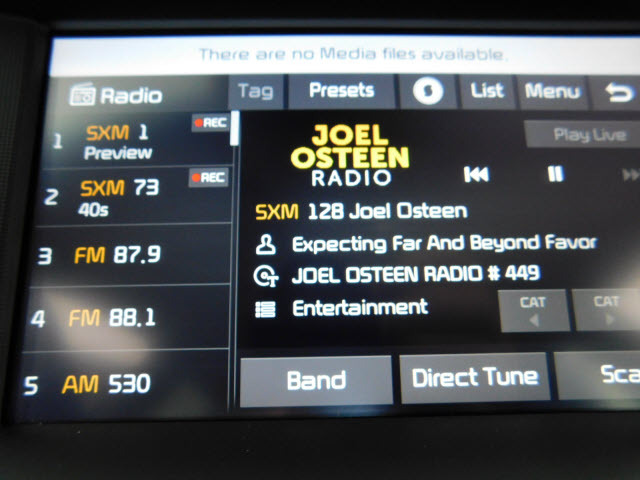 There are no Media files available.
Radio
Tag
Presets
List
Menu
1 SXM 1 REC
Preview
2 SXM 73 REC
40s
3 FM 87.9
4 FM 88.1
5 AM 530
JOEL
OSTEEN
RADIO
Play Live
SXM 128 Joel Osteen
Expecting Far And Beyond Favor
JOEL OSTEEN RADIO # 449
Entertainment
CAT
CAT
Band
Direct Tune
Sca